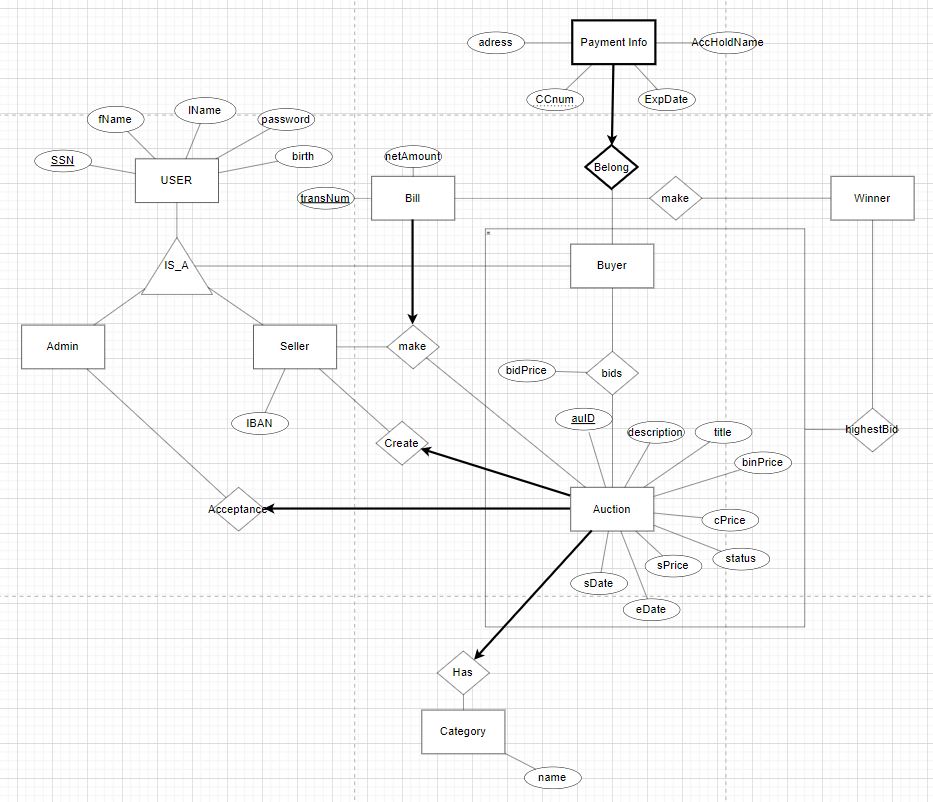 adress
Payment Info
AccHoldName
CCnum
ExpDate
fName
lName
password
SSN
birth
USER
netAmount
Belong
transNum
Bill
make
Winner
IS_A
Buyer
Admin
Seller
make
bidPrice
bids
IBAN
auID
description
title
Create
highestBid
binPrice
Acceptance
Auction
cPrice
status
sPrice
sDate
eDate
Has
Category
name